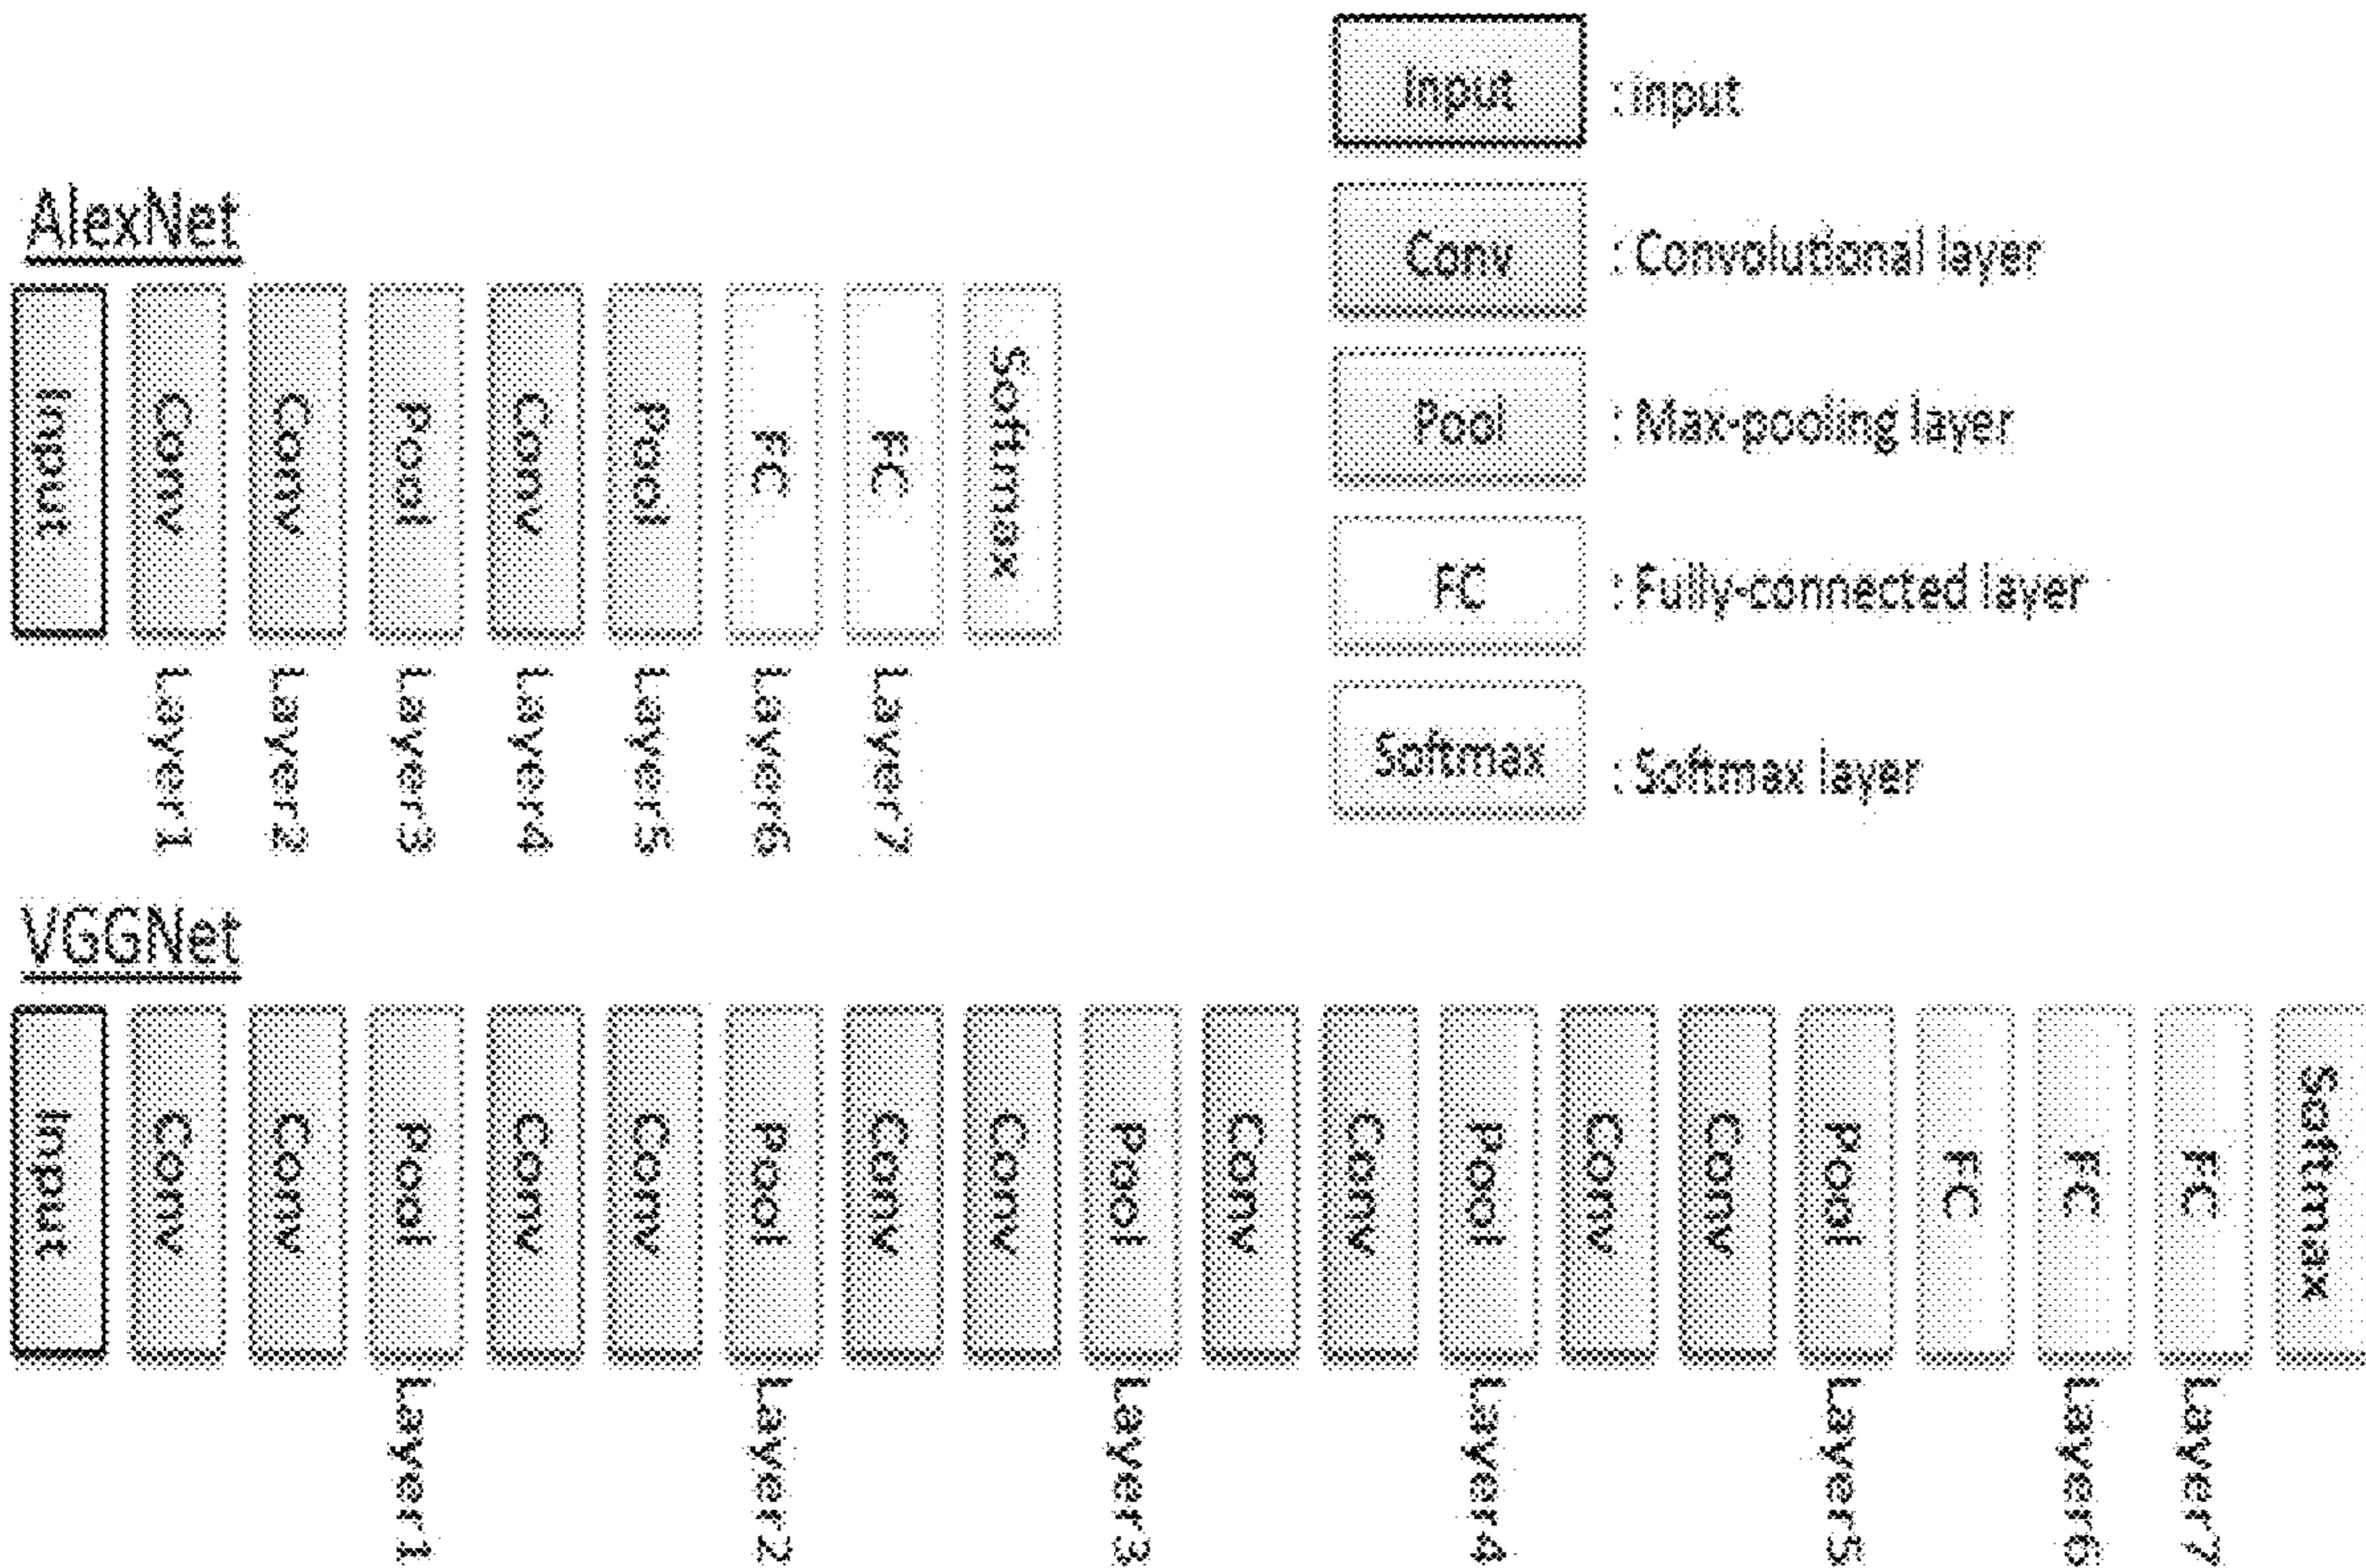 Input : input
Conv : Convolutional layer
Pool : Max-pooling layer
FC : Fully-connected layer
Softmax : Softmax layer
AlexNet
Input Conv Conv Pool Conv Pool FC FC Softmax
Layer1 Layer2 Layer3 Layer4 Layer5 Layer6 Layer7
VGGNet
Input Conv Conv Pool Conv Conv Pool Conv Conv Pool Conv Conv Pool Conv Conv Pool FC FC FC Softmax
Layer1 Layer2 Layer3 Layer4 Layer5 Layer6 Layer7